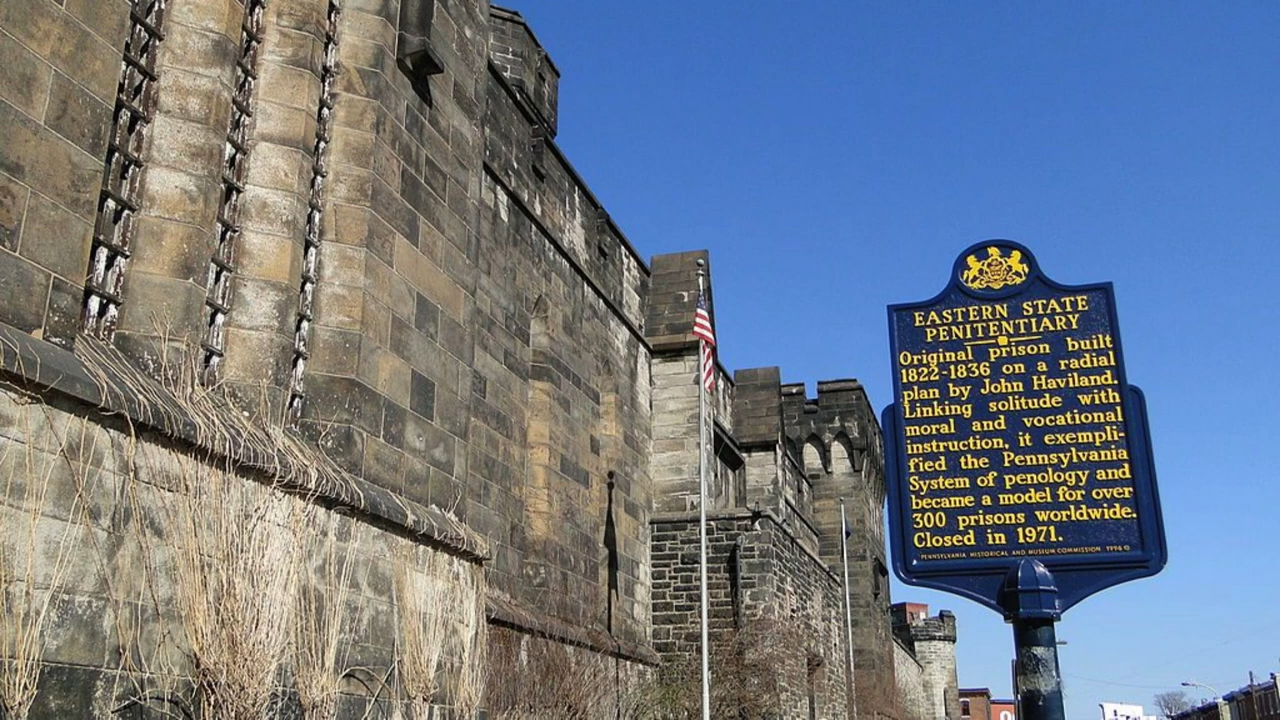 EASTERN STATE
PENITENTIARY
Original prison built
1822-1836 on a radial
plan by John Haviland.
Linking solitude with
moral and vocational
instruction, it exempli-
fied the Pennsylvania
System of penology and
became a model for over
300 prisons worldwide.
Closed in 1971.
PENNSYLVANIA HISTORICAL AND MUSEUM COMMISSION 1996 ©